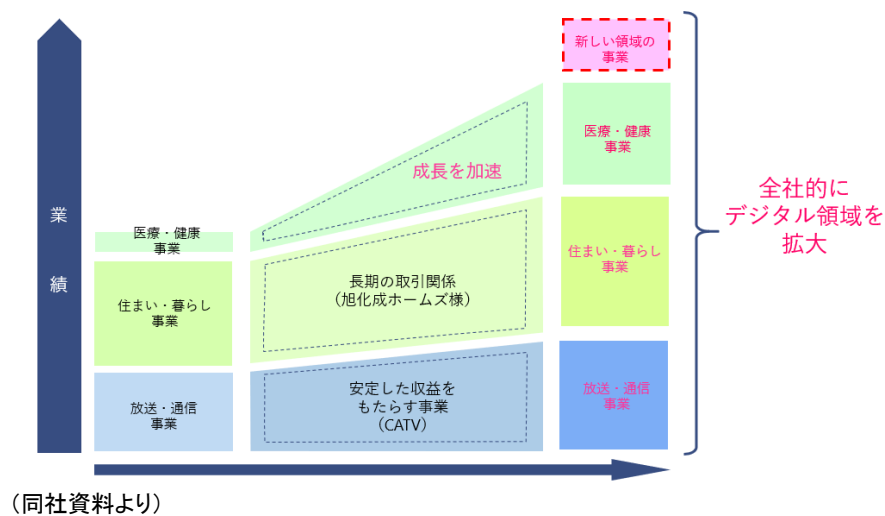 業
績
医療・健康
事業
住まい・暮らし
事業
放送・通信
事業
成長を加速
長期の取引関係
（旭化成ホームズ様）
安定した収益を
もたらす事業
（CATV）
新しい領域の
事業
医療・健康
事業
住まい・暮らし
事業
放送・通信
事業
全社的に
デジタル領域を
拡大
（同社資料より）